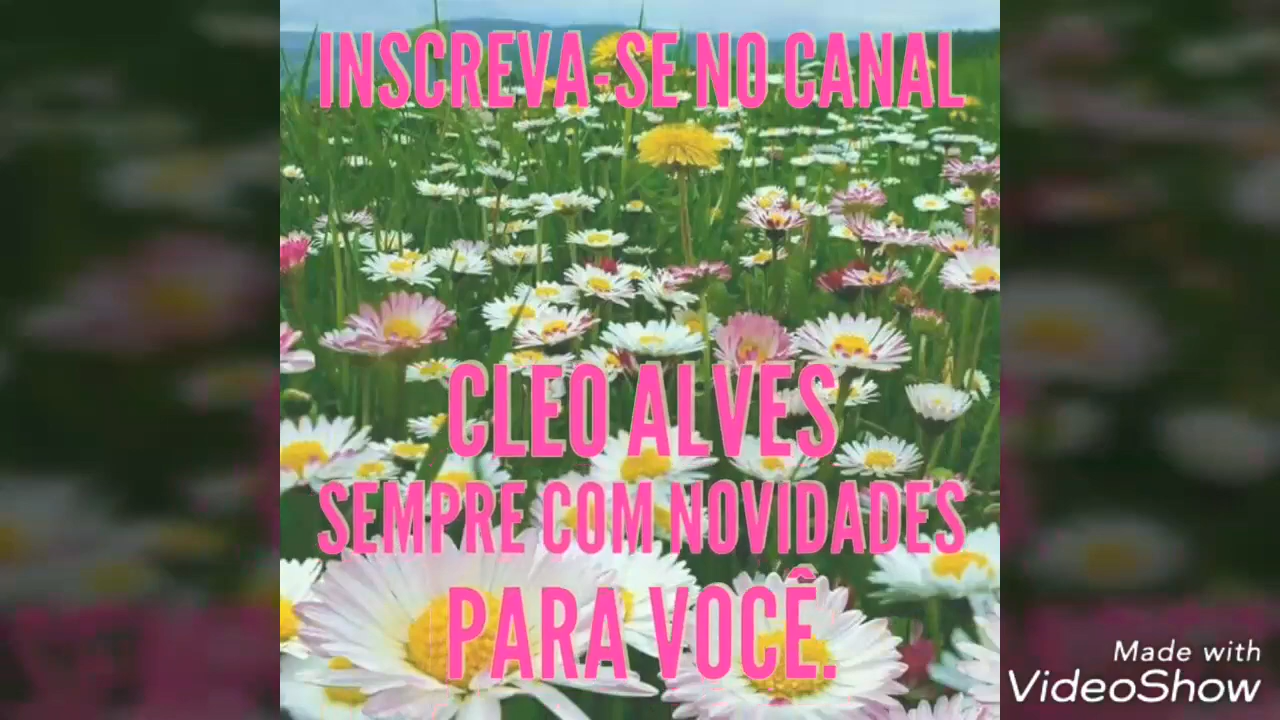 INSCREVA-SE NO CANAL
CLEO ALVES
SEMPRE COM NOVIDADES
PARA VOCÊ.
Made with
VideoShow